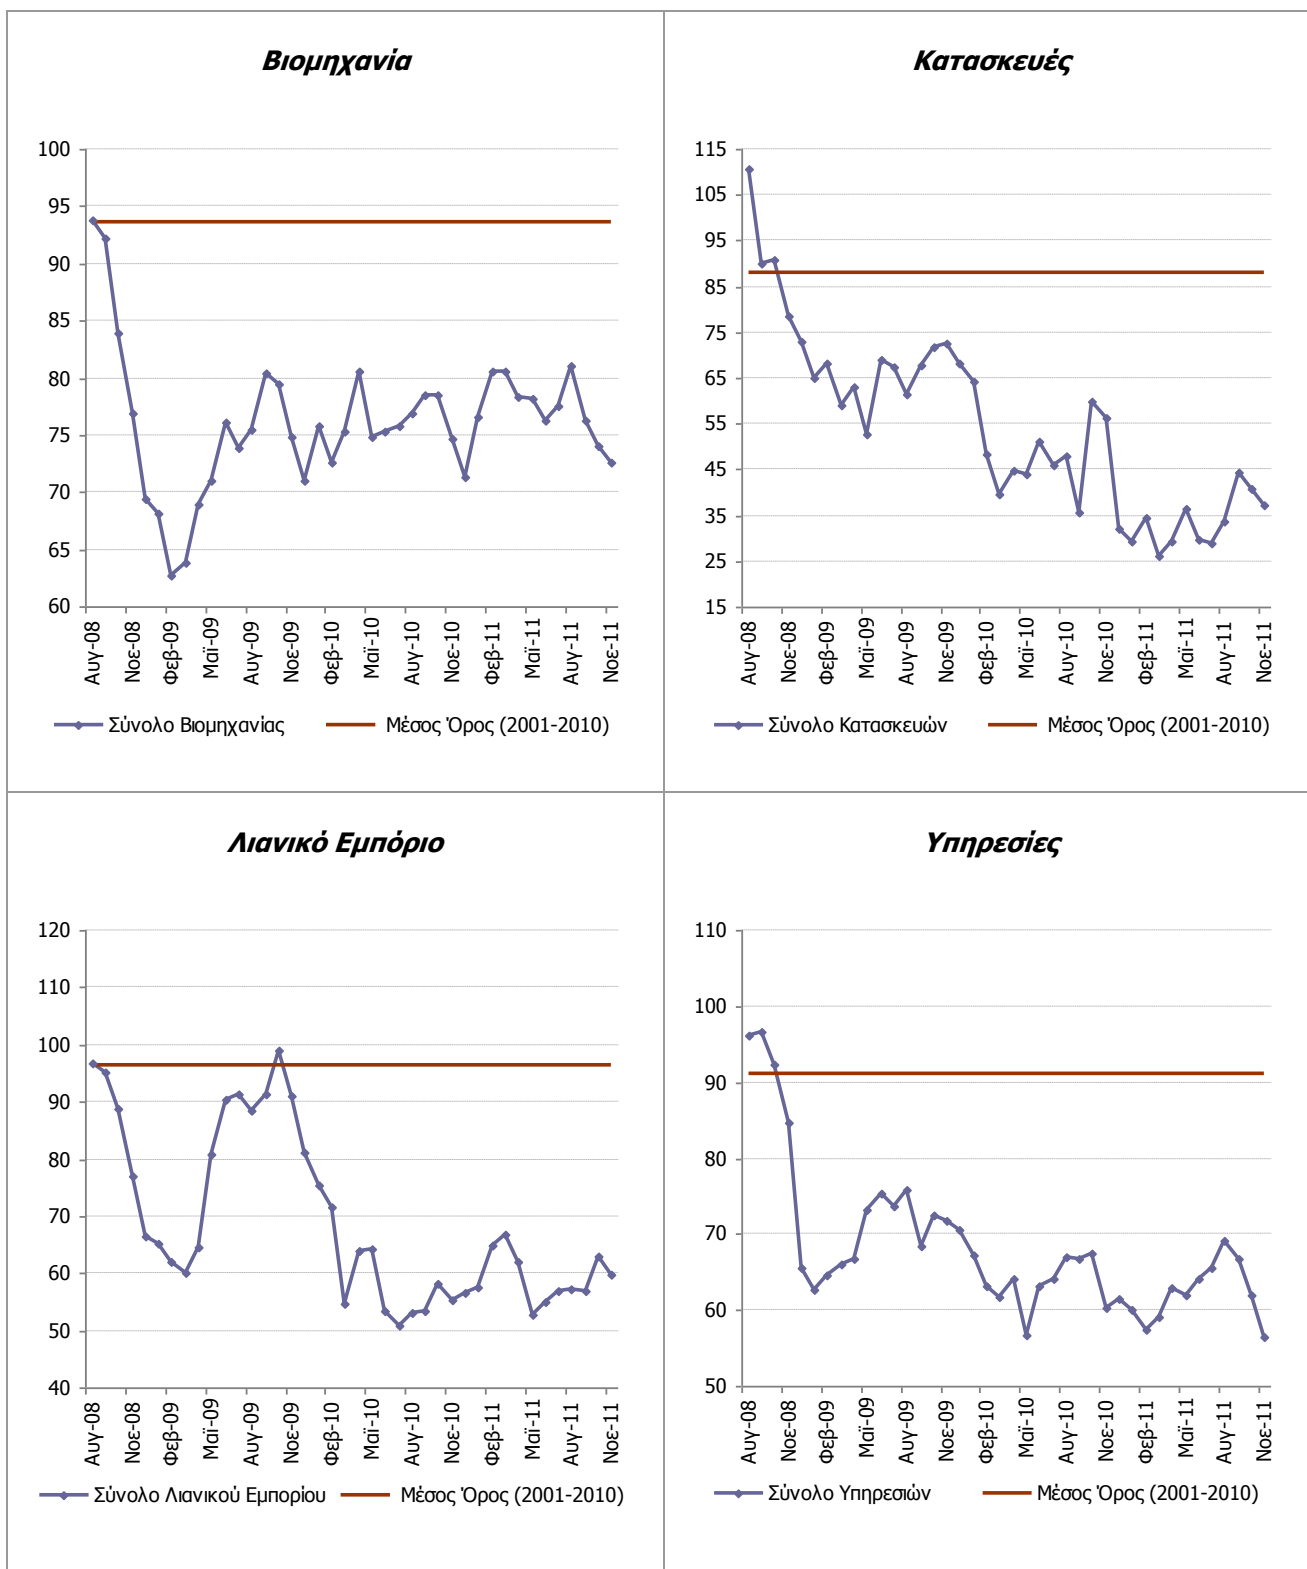 Βιομηχανία
100
95
90
85
80
75
70
65
60
Αυγ-08
Νοε-08
Φεβ-09
Μαϊ-09
Αυγ-09
Νοε-09
Φεβ-10
Μαϊ-10
Αυγ-10
Νοε-10
Φεβ-11
Μαϊ-11
Αυγ-11
Νοε-11
Σύνολο Βιομηχανίας
Μέσος Όρος (2001-2010)
Κατασκευές
115
105
95
85
75
65
55
45
35
25
15
Αυγ-08
Νοε-08
Φεβ-09
Μαϊ-09
Αυγ-09
Νοε-09
Φεβ-10
Μαϊ-10
Αυγ-10
Νοε-10
Φεβ-11
Μαϊ-11
Αυγ-11
Νοε-11
Σύνολο Κατασκευών
Μέσος Όρος (2001-2010)
Λιανικό Εμπόριο
120
110
100
90
80
70
60
50
40
Αυγ-08
Νοε-08
Φεβ-09
Μαϊ-09
Αυγ-09
Νοε-09
Φεβ-10
Μαϊ-10
Αυγ-10
Νοε-10
Φεβ-11
Μαϊ-11
Αυγ-11
Νοε-11
Σύνολο Λιανικού Εμπορίου
Μέσος Όρος (2001-2010)
Υπηρεσίες
110
100
90
80
70
60
50
Αυγ-08
Νοε-08
Φεβ-09
Μαϊ-09
Αυγ-09
Νοε-09
Φεβ-10
Μαϊ-10
Αυγ-10
Νοε-10
Φεβ-11
Μαϊ-11
Αυγ-11
Νοε-11
Σύνολο Υπηρεσιών
Μέσος Όρος (2001-2010)